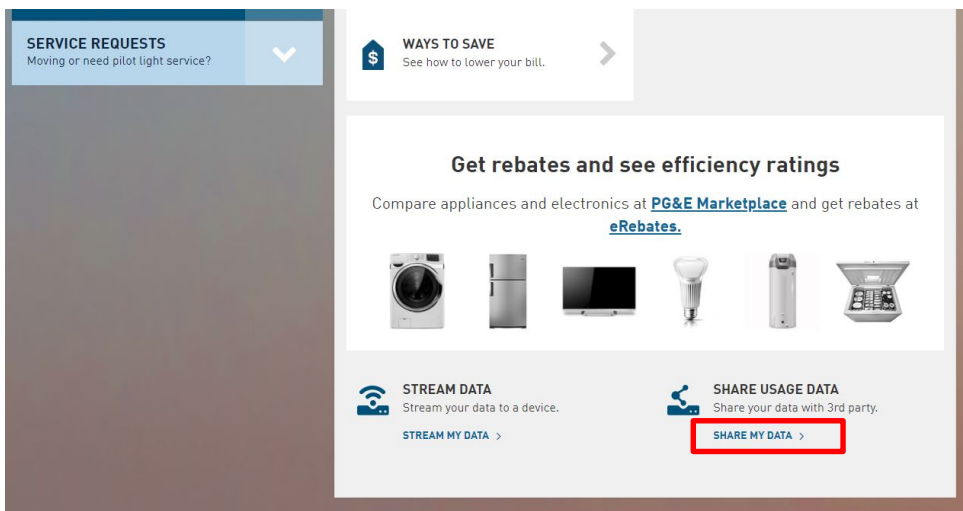 SERVICE REQUESTS
Moving or need pilot light service?
$
WAYS TO SAVE
See how to lower your bill.
Get rebates and see efficiency ratings
Compare appliances and electronics at PG&E Marketplace and get rebates at
eRebates.
STREAM DATA
Stream your data to a device.
STREAM MY DATA >
SHARE USAGE DATA
Share your data with 3rd party.
SHARE MY DATA >